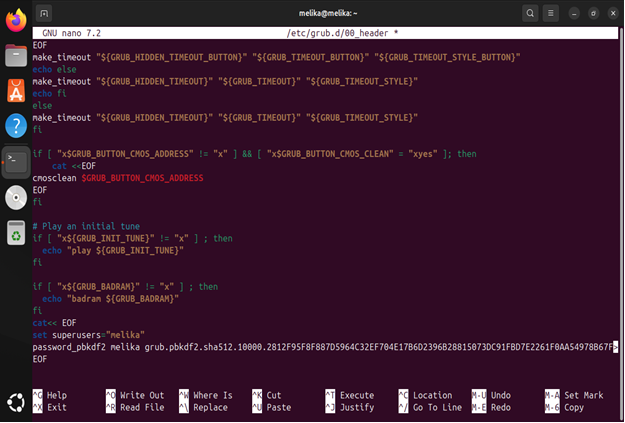 melika@melika: ~
GNU nano 7.2 /etc/grub.d/00_header *
EOF
make_timeout "${GRUB_HIDDEN_TIMEOUT_BUTTON}" "${GRUB_TIMEOUT_BUTTON}" "${GRUB_TIMEOUT_STYLE_BUTTON}"
echo else
make_timeout "${GRUB_HIDDEN_TIMEOUT}" "${GRUB_TIMEOUT}" "${GRUB_TIMEOUT_STYLE}"
echo fi
else
make_timeout "${GRUB_HIDDEN_TIMEOUT}" "${GRUB_TIMEOUT}" "${GRUB_TIMEOUT_STYLE}"
fi
if [ "x$GRUB_BUTTON_CMOS_ADDRESS" != "x" ] && [ "x$GRUB_BUTTON_CMOS_CLEAN" = "xyes" ]; then
    cat <<EOF
cmosclean $GRUB_BUTTON_CMOS_ADDRESS
EOF
fi
# Play an initial tune
if [ "x${GRUB_INIT_TUNE}" != "x" ] ; then
  echo "play ${GRUB_INIT_TUNE}"
fi
if [ "x${GRUB_BADRAM}" != "x" ] ; then
  echo "badram ${GRUB_BADRAM}"
fi
cat<< EOF
set superusers="melika"
password_pbkdf2 melika grub.pbkdf2.sha512.10000.2812F95F8F887D5964C32EF704E17B6D2396B28815073DC91FBD7E2261F0AA54978B67F>
EOF
^G Help ^O Write Out ^W Where Is ^K Cut ^T Execute ^C Location M-U Undo M-A Set Mark
^X Exit ^R Read File ^\ Replace ^U Paste ^J Justify ^/ Go To Line M-E Redo M-6 Copy